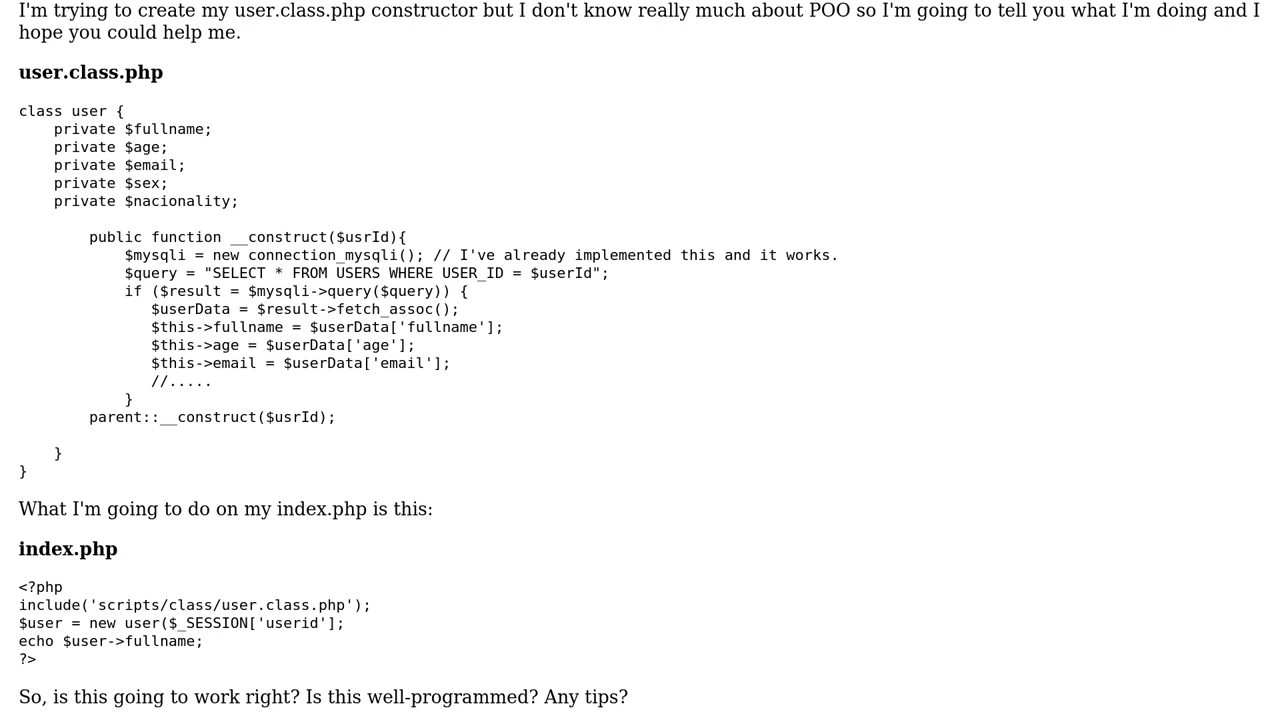 I'm trying to create my user.class.php constructor but I don't know really much about POO so I'm going to tell you what I'm doing and I
hope you could help me.
user.class.php
class user {
    private $fullname;
    private $age;
    private $email;
    private $sex;
    private $nacionality;
        public function __construct($usrId){
            $mysqli = new connection_mysqli(); // I've already implemented this and it works.
            $query = "SELECT * FROM USERS WHERE USER_ID = $userId";
            if ($result = $mysqli->query($query)) {
               $userData = $result->fetch_assoc();
               $this->fullname = $userData['fullname'];
               $this->age = $userData['age'];
               $this->email = $userData['email'];
               //.....
            }
        parent::__construct($usrId);
    }
}
What I'm going to do on my index.php is this:
index.php
<?php
include('scripts/class/user.class.php');
$user = new user($_SESSION['userid'];
echo $user->fullname;
?>
So, is this going to work right? Is this well-programmed? Any tips?